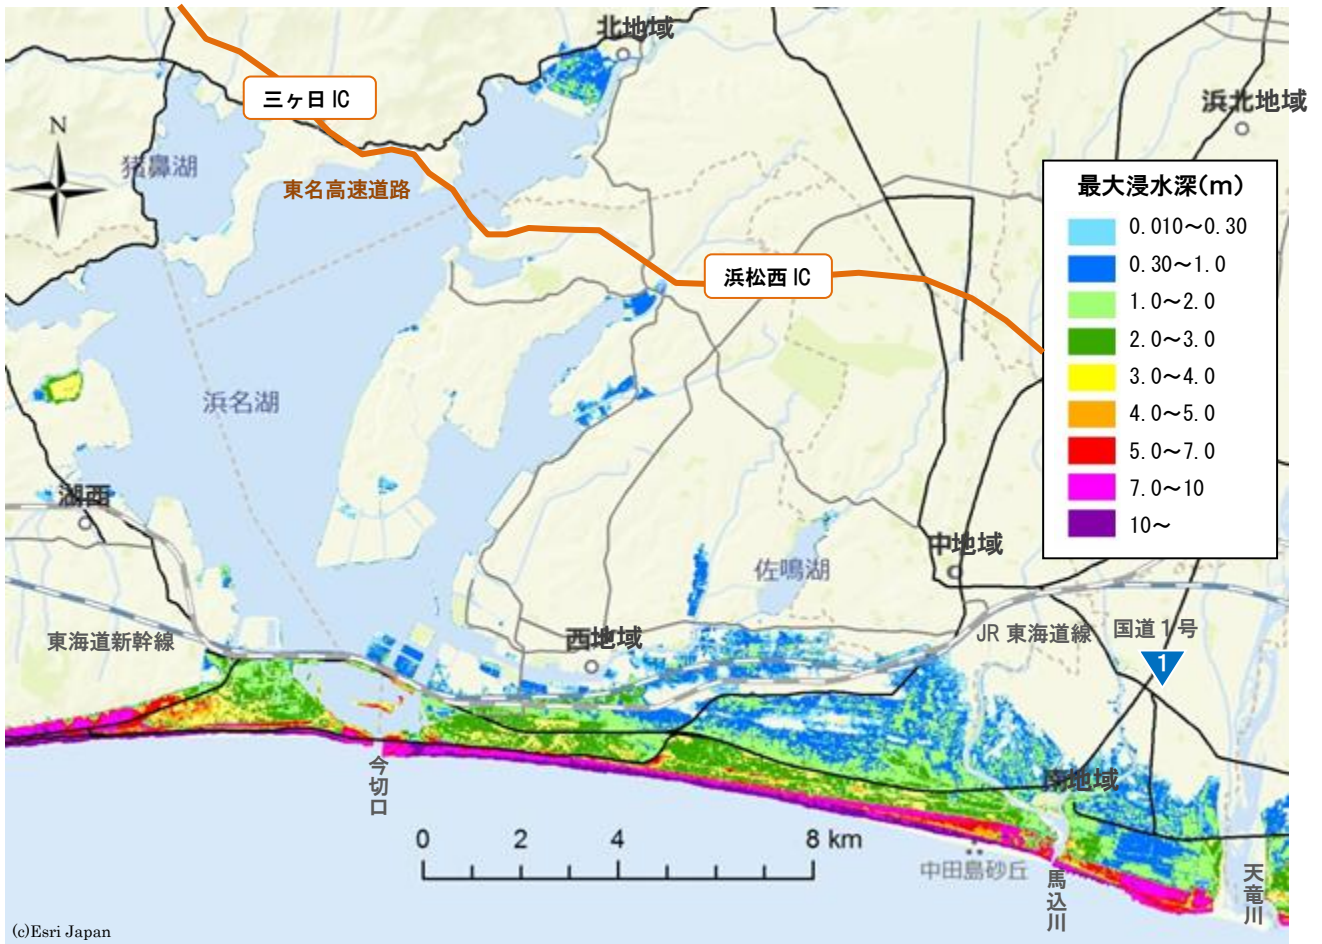 北地域
三ヶ日 IC
浜北地域
N
猪鼻湖
東名高速道路
最大浸水深(m)
0.010～0.30
0.30～1.0
1.0～2.0
2.0～3.0
3.0～4.0
4.0～5.0
5.0～7.0
7.0～10
10～
浜松西 IC
浜名湖
湖西
中地域
佐鳴湖
東海道新幹線
西地域
JR 東海道線
国道１号
1
今切口
南地域
0 2 4 8 km
中田島砂丘
馬込川
天竜川
(c)Esri Japan